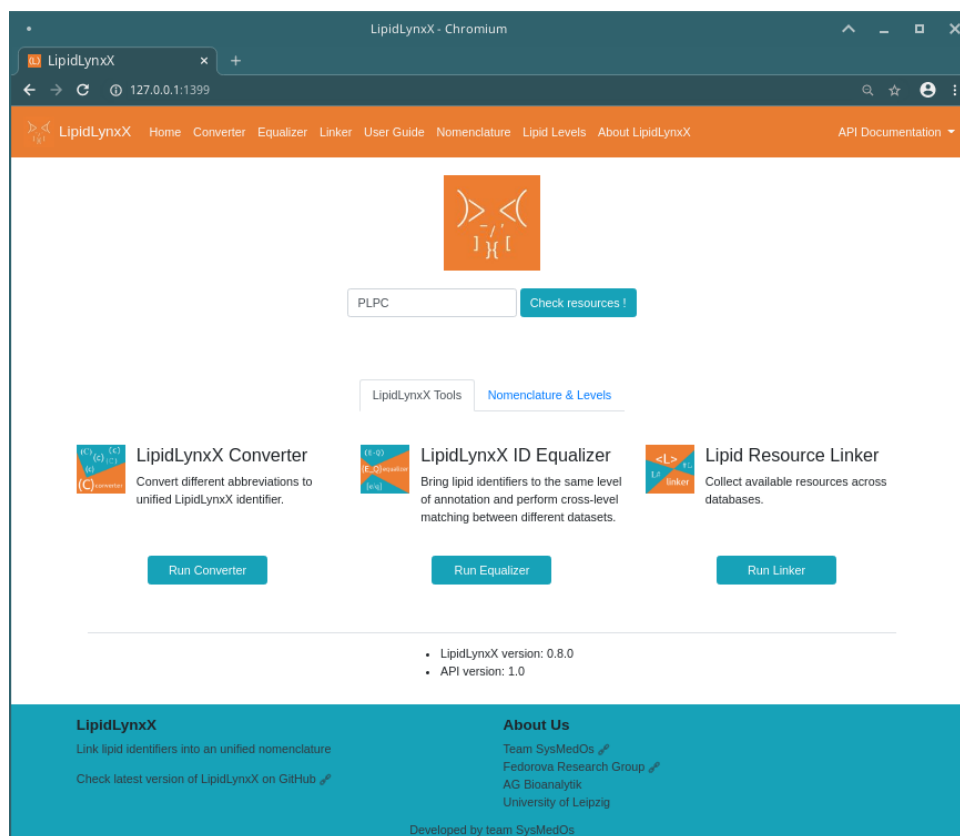 LipidLynxX - Chromium
LipidLynxX × +
127.0.0.1:1399
LipidLynxX Home Converter Equalizer Linker User Guide Nomenclature Lipid Levels About LipidLynxX API Documentation
PLPC Check resources !
LipidLynxX Tools Nomenclature & Levels
LipidLynxX Converter
Convert different abbreviations to
unified LipidLynxX identifier.
Run Converter
LipidLynxX ID Equalizer
Bring lipid identifiers to the same level
of annotation and perform cross-level
matching between different datasets.
Run Equalizer
Lipid Resource Linker
Collect available resources across
databases.
Run Linker
LipidLynxX version: 0.8.0
API version: 1.0
LipidLynxX
Link lipid identifiers into an unified nomenclature
Check latest version of LipidLynxX on GitHub
About Us
Team SysMedOs
Fedorova Research Group
AG Bioanalytik
University of Leipzig
Developed by team SysMedOs